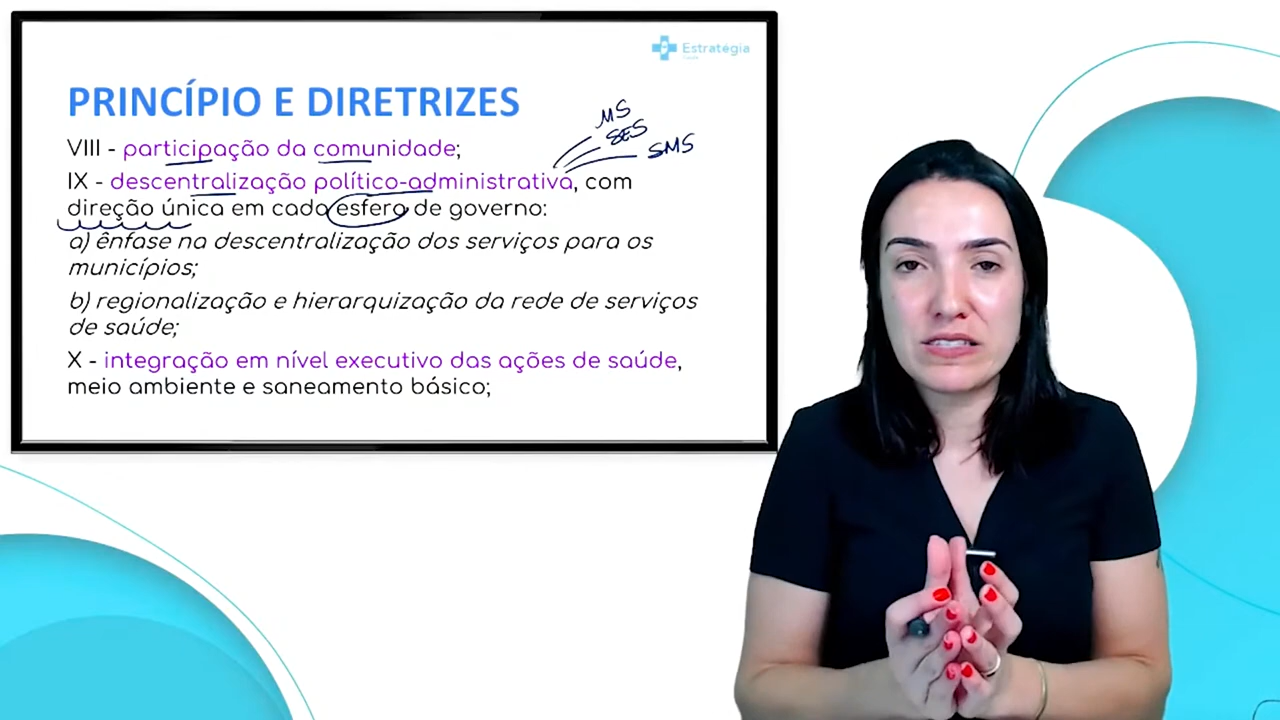 Estratégia
PRINCÍPIO E DIRETRIZES
MS
SES
SMS
VIII - participação da comunidade;
IX - descentralização político-administrativa, com
direção única em cada esfera de governo:
a) ênfase na descentralização dos serviços para os
municípios;
b) regionalização e hierarquização da rede de serviços
de saúde;
X - integração em nível executivo das ações de saúde,
meio ambiente e saneamento básico;